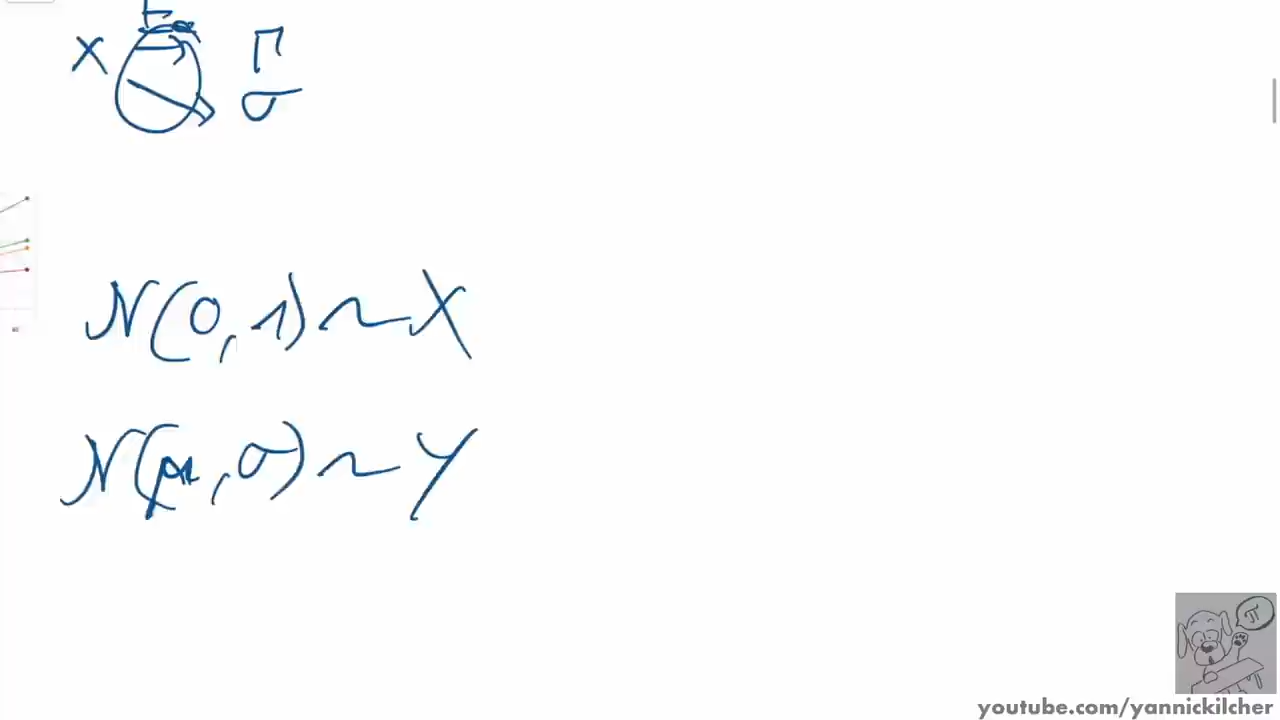 X
Γ
σ
N(0,1)~X
N(μ,σ)~Y
π
youtube.com/yannickilcher